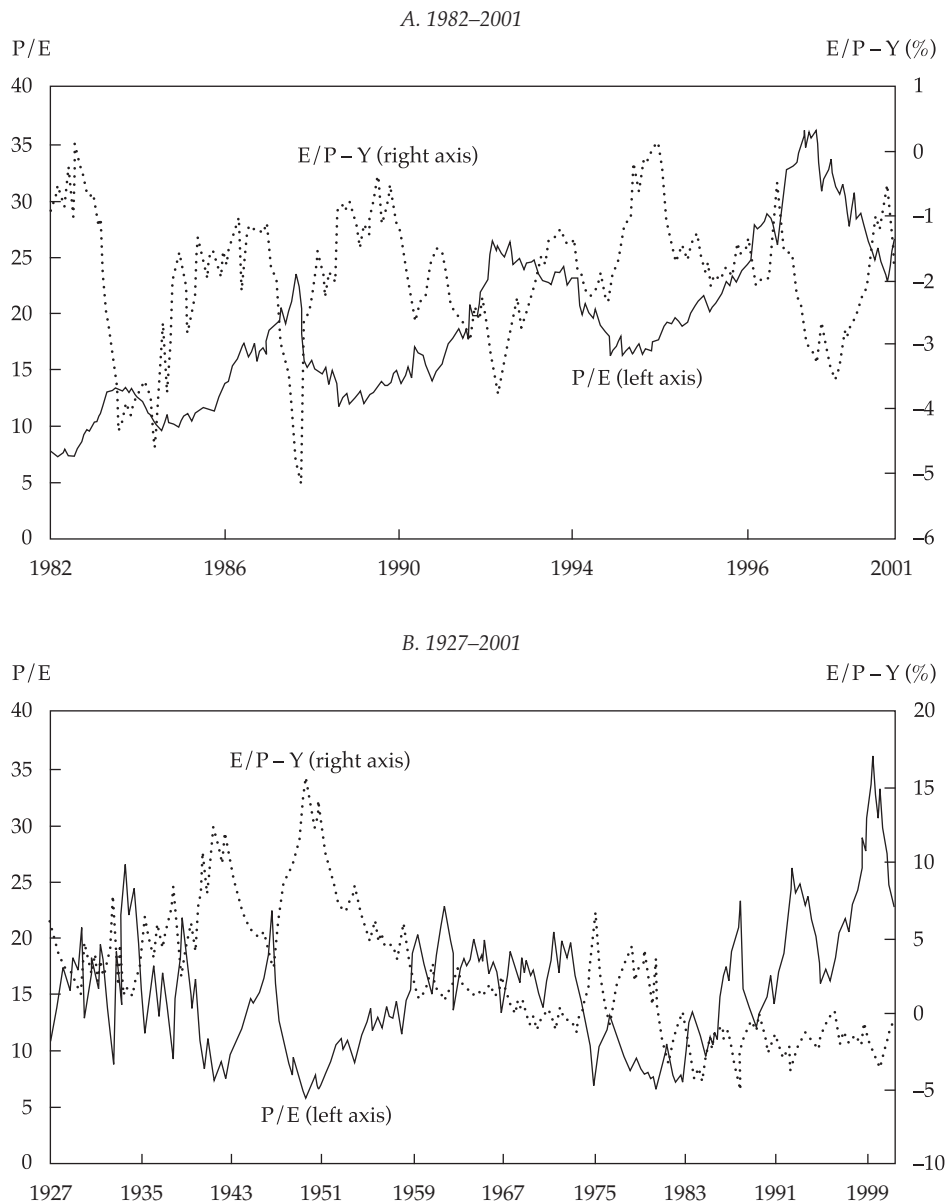 A. 1982–2001
P/E E/P – Y (%)
40 1
35 0
E/P – Y (right axis)
30 –1
25 –2
20 –3
15
P/E (left axis)
10 –4
5 –5
0 –6
1982 1986 1990 1994 1996 2001
B. 1927–2001
P/E E/P – Y (%)
40 20
E/P – Y (right axis)
35 15
30 10
25
20 5
15 0
10 –5
5
P/E (left axis)
0 –10
1927 1935 1943 1951 1959 1967 1975 1983 1991 1999